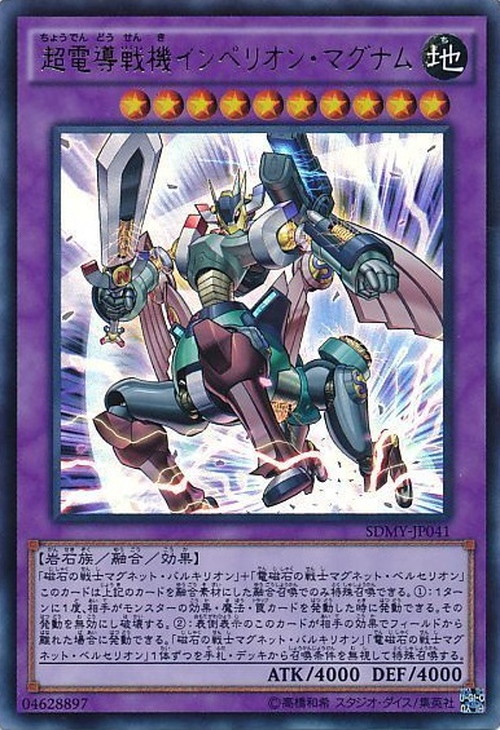 ちょうでん どう せん き
超電導戦機インペリオン・マグナム
地
SDMY-JP041
【岩石族／融合／効果】
「磁石の戦士マグネット・バルキリオン」+「電磁石の戦士マグネット・ベルセリオン」
このカードは上記のカードを融合素材にした融合召喚でのみ特殊召喚できる。①：1ター
ンに1度、相手がモンスターの効果・魔法・罠カードを発動した時に発動できる。その
発動を無効にし破壊する。②：表側表示のこのカードが相手の効果でフィールドから
離れた場合に発動できる。「磁石の戦士マグネット・バルキリオン」「電磁石の戦士マグ
ネット・ベルセリオン」1体ずつを手札・デッキから召喚条件を無視して特殊召喚する。
ATK/4000 DEF/4000
04628897
©高橋和希 スタジオ・ダイス/集英社